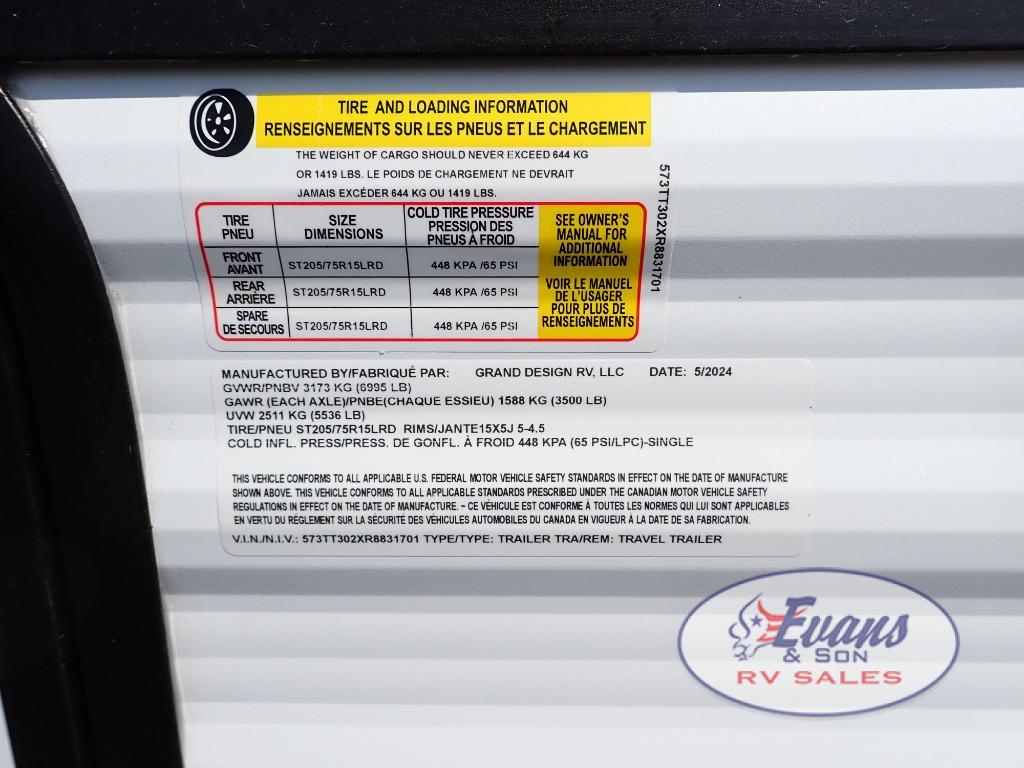 TIRE AND LOADING INFORMATION
RENSEIGNEMENTS SUR LES PNEUS ET LE CHARGEMENT
THE WEIGHT OF CARGO SHOULD NEVER EXCEED 644 KG
OR 1419 LBS. LE POIDS DE CHARGEMENT NE DEVRAIT
JAMAIS EXCÉDER 644 KG OU 1419 LBS.
TIRE
PNEU
SIZE
DIMENSIONS
COLD TIRE PRESSURE
PRESSION DES
PNEUS À FROID
FRONT
AVANT
ST205/75R15LRD
448 KPA /65 PSI
REAR
ARRIÈRE
ST205/75R15LRD
448 KPA /65 PSI
SPARE
DE SECOURS
ST205/75R15LRD
448 KPA /65 PSI
SEE OWNER'S
MANUAL FOR
ADDITIONAL
INFORMATION
VOIR LE MANUEL
DE L'USAGER
POUR PLUS DE
RENSEIGNEMENTS
573TT302XR8831701
MANUFACTURED BY/FABRIQUÉ PAR: GRAND DESIGN RV, LLC DATE: 5/2024
GVWR/PNBV 3173 KG (6995 LB)
GAWR (EACH AXLE)/PNBE(CHAQUE ESSIEU) 1588 KG (3500 LB)
UVW 2511 KG (5536 LB)
TIRE/PNEU ST205/75R15LRD RIMS/JANTE15X5J 5-4.5
COLD INFL. PRESS/PRESS. DE GONFL. À FROID 448 KPA (65 PSI/LPC)-SINGLE
THIS VEHICLE CONFORMS TO ALL APPLICABLE U.S. FEDERAL MOTOR VEHICLE SAFETY STANDARDS IN EFFECT ON THE DATE OF MANUFACTURE
SHOWN ABOVE. THIS VEHICLE CONFORMS TO ALL APPLICABLE STANDARDS PRESCRIBED UNDER THE CANADIAN MOTOR VEHICLE SAFETY
REGULATIONS IN EFFECT ON THE DATE OF MANUFACTURE. ~ CE VÉHICULE EST CONFORME À TOUTES LES NORMES QUI LUI SONT APPLICABLES
EN VERTU DU RÉGLEMENT SUR LA SÉCURITÉ DES VÉHICULES AUTOMOBILES DU CANADA EN VIGUEUR À LA DATE DE SA FABRICATION.
V.I.N./N.I.V.: 573TT302XR8831701 TYPE/TYPE: TRAILER TRA/REM: TRAVEL TRAILER
Evans
& SON
RV SALES